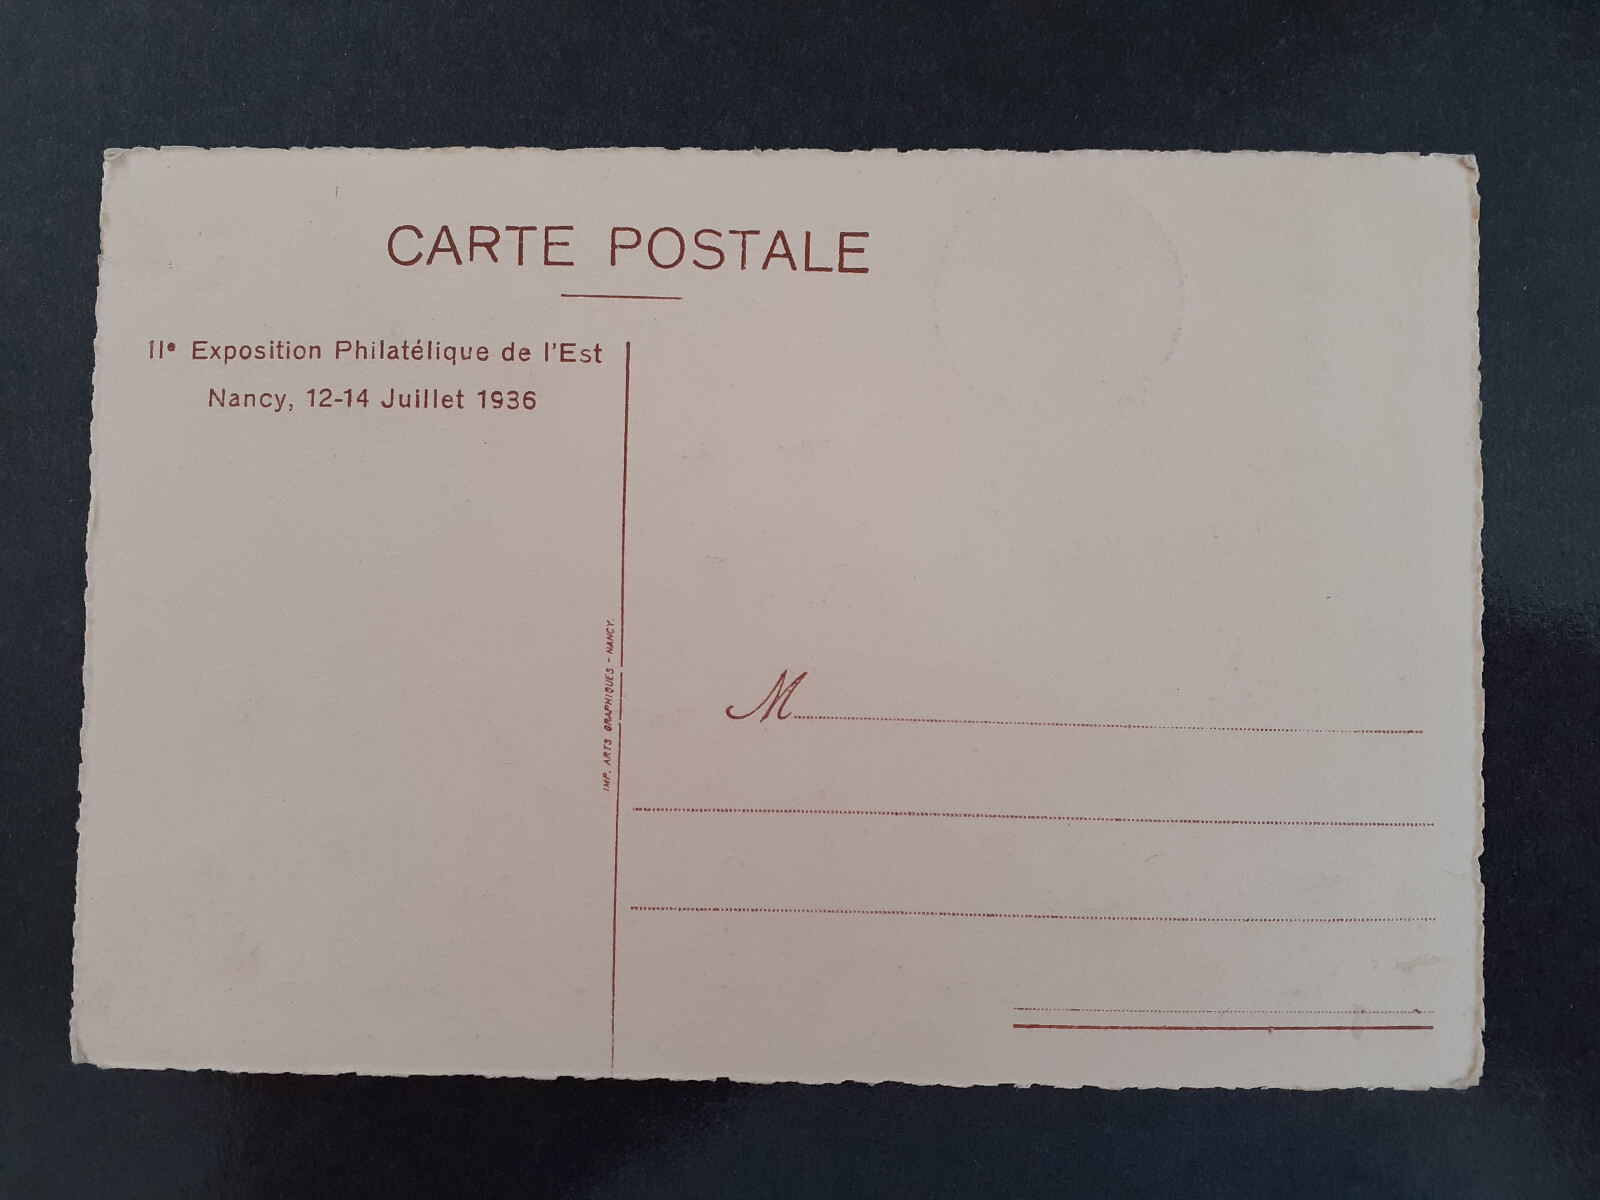 CARTE POSTALE
IIe Exposition Philatélique de l'Est
Nancy, 12-14 Juillet 1936
IMP. ARTS GRAPHIQUES - NANCY.
M